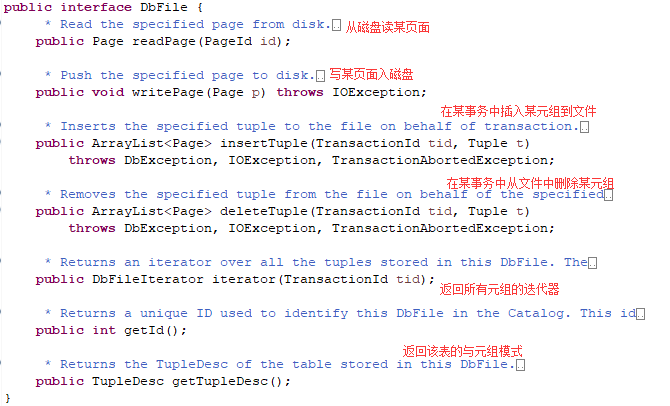 public interface DbFile {
* Read the specified page from disk. 从磁盘读某页面
public Page readPage(PageId id);
* Push the specified page to disk. 写某页面入磁盘
public void writePage(Page p) throws IOException;
在某事务中插入某元组到文件
* Inserts the specified tuple to the file on behalf of transaction.
public ArrayList<Page> insertTuple(TransactionId tid, Tuple t)
throws DbException, IOException, TransactionAbortedException;
在某事务中从文件中删除某元组
* Removes the specified tuple from the file on behalf of the specified
public ArrayList<Page> deleteTuple(TransactionId tid, Tuple t)
throws DbException, IOException, TransactionAbortedException;
* Returns an iterator over all the tuples stored in this DbFile. The
public DbFileIterator iterator(TransactionId tid);
返回所有元组的迭代器
* Returns a unique ID used to identify this DbFile in the Catalog. This id
public int getId();
返回该表的与元组模式
* Returns the TupleDesc of the table stored in this DbFile.
public TupleDesc getTupleDesc();
}